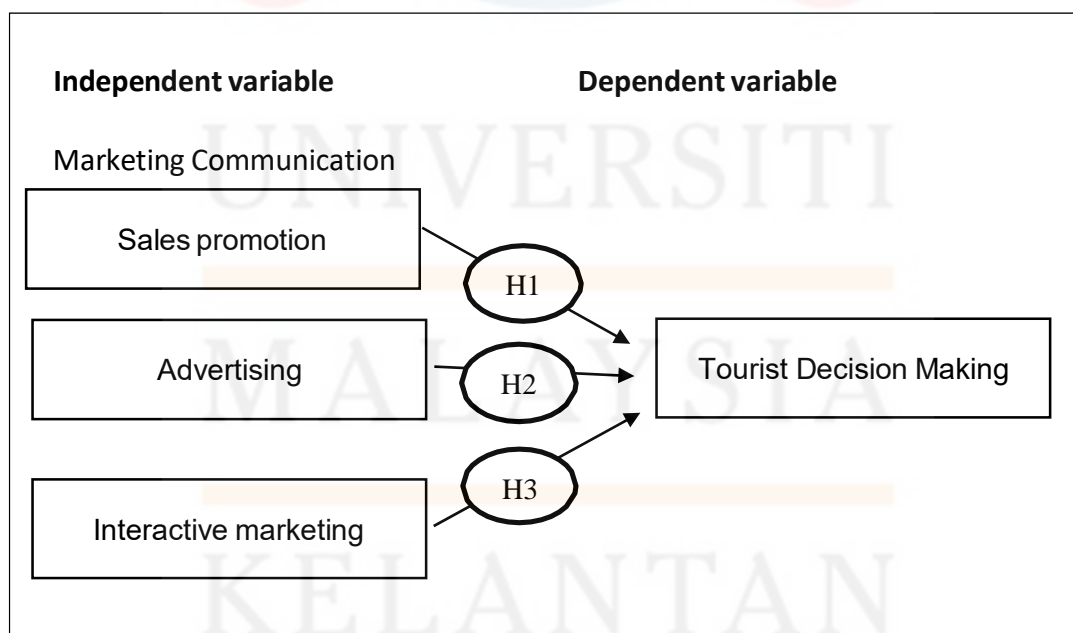 Independent variable
Dependent variable
UNIVERSITI
Marketing Communication
Sales promotion
H1
Advertising
H2
Tourist Decision Making
MALAYSIA
H3
Interactive marketing
KELANTAN